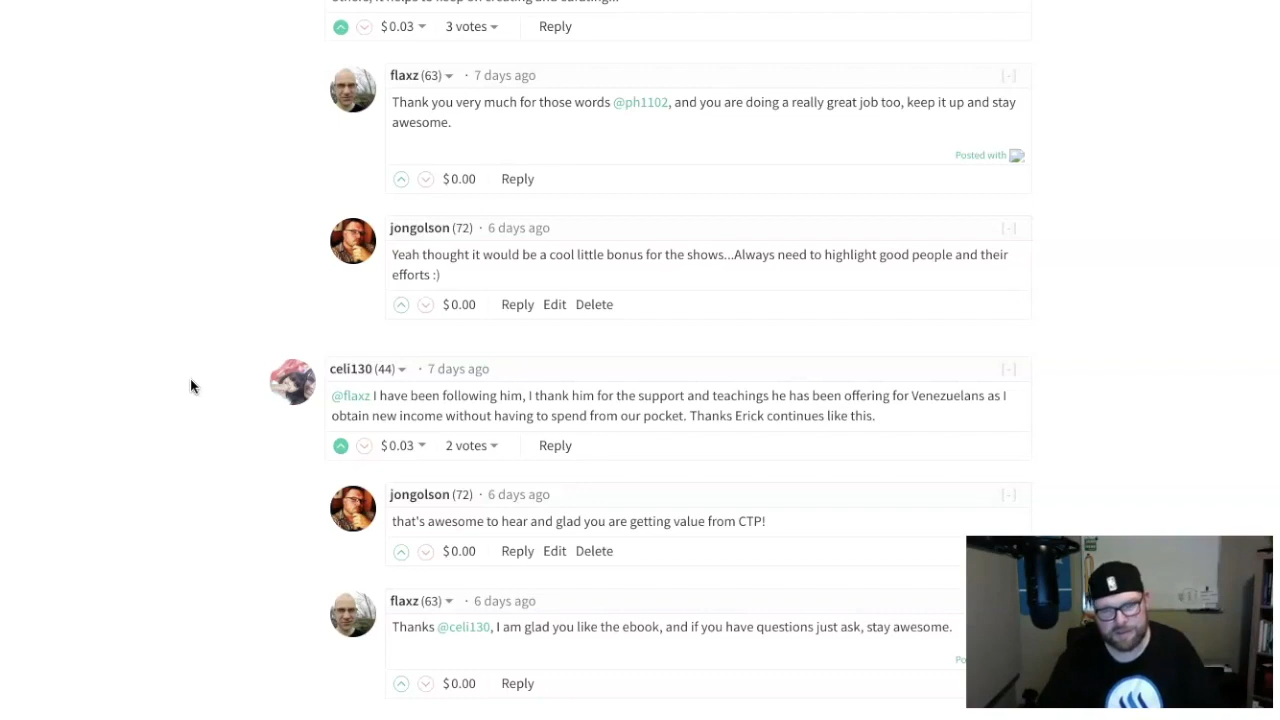 $0.03 3 votes Reply
flaxz (63) · 7 days ago [-]
Thank you very much for those words @ph1102, and you are doing a really great job too, keep it up and stay
awesome.
Posted with
$0.00 Reply
jongolson (72) · 6 days ago [-]
Yeah thought it would be a cool little bonus for the shows...Always need to highlight good people and their
efforts :)
$0.00 Reply Edit Delete
celi130 (44) · 7 days ago [-]
@flaxz I have been following him, I thank him for the support and teachings he has been offering for Venezuelans as I
obtain new income without having to spend from our pocket. Thanks Erick continues like this.
$0.03 2 votes Reply
jongolson (72) · 6 days ago [-]
that's awesome to hear and glad you are getting value from CTP!
$0.00 Reply Edit Delete
flaxz (63) · 6 days ago
Thanks @celi130, I am glad you like the ebook, and if you have questions just ask, stay awesome.
Po
$0.00 Reply